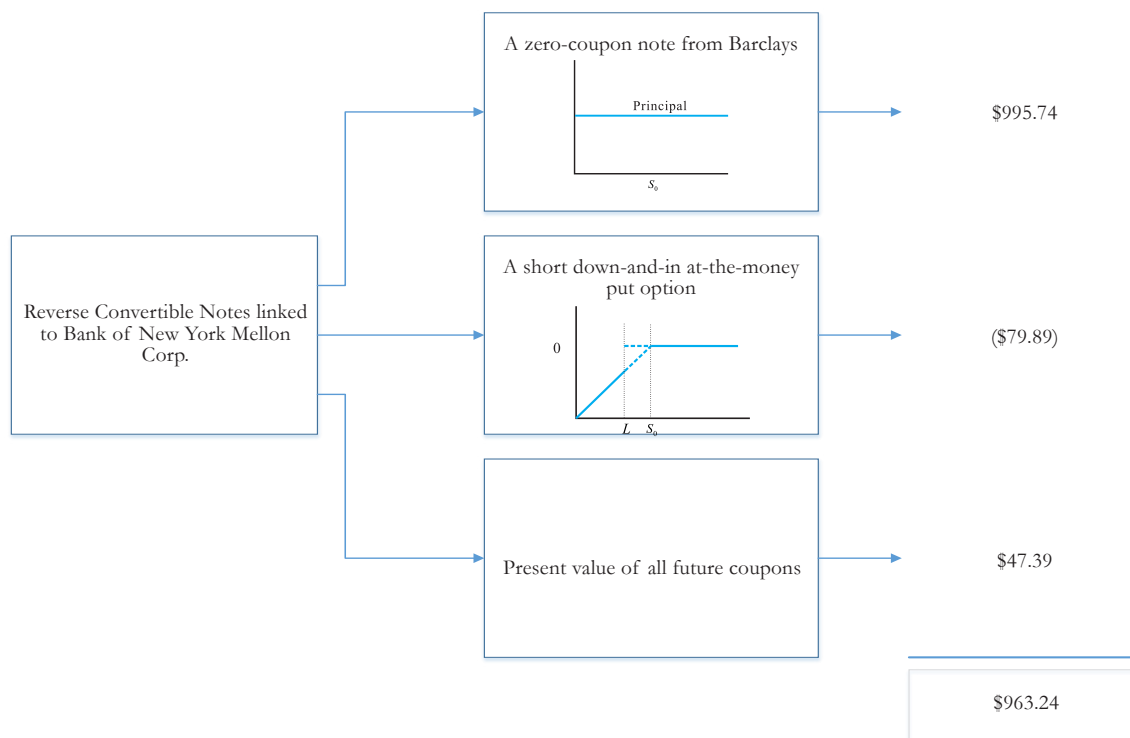 A zero-coupon note from Barclays
Principal
S₀
$995.74
Reverse Convertible Notes linked
to Bank of New York Mellon
Corp.
A short down-and-in at-the-money
put option
0
L S₀
($79.89)
Present value of all future coupons
$47.39
$963.24